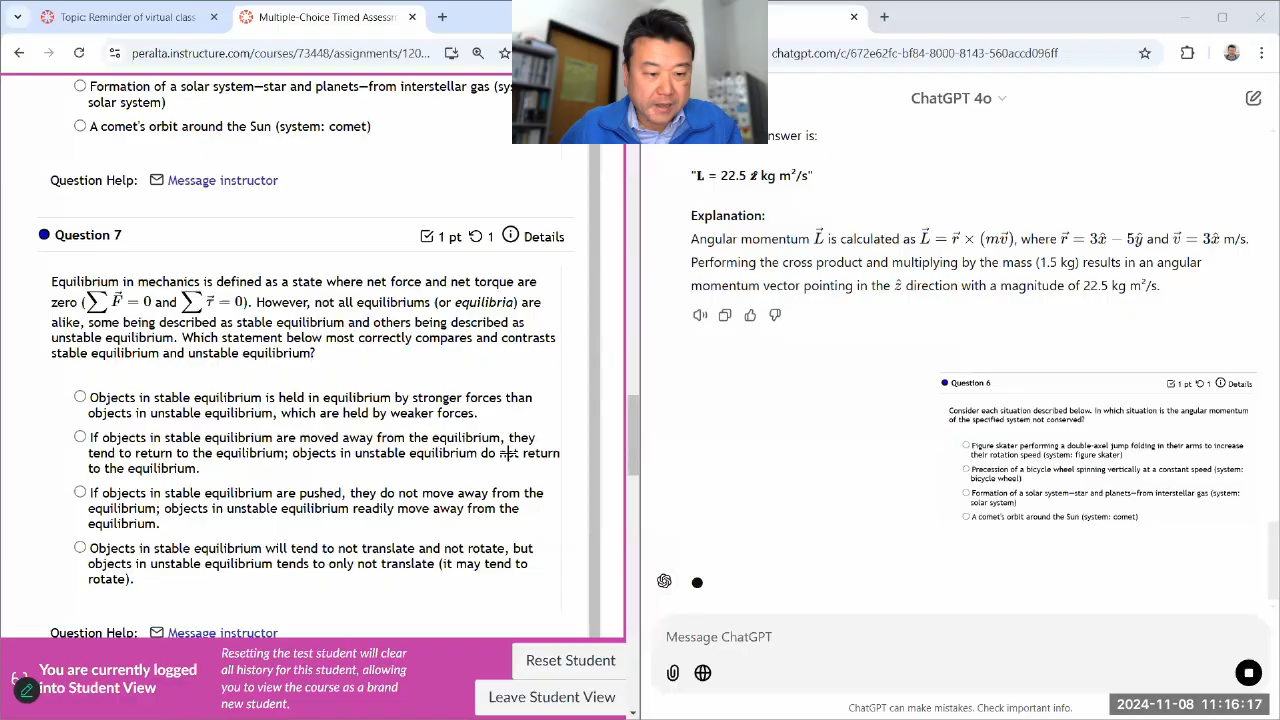 Topic: Reminder of virtual class
Multiple-Choice Timed Assessm
peralta.instructure.com/courses/73448/assignments/120...
chatgpt.com/c/672e62fc-bf84-8000-8143-560accd095ff
Formation of a solar system—star and planets—from interstellar gas (sys
solar system)
A comet's orbit around the Sun (system: comet)
Question Help: Message instructor
Question 7
1 pt 1 Details
Equilibrium in mechanics is defined as a state where net force and net torque are
zero (∑F⃗ = 0 and ∑τ⃗ = 0). However, not all equilibriums (or equilibria) are
alike, some being described as stable equilibrium and others being described as
unstable equilibrium. Which statement below most correctly compares and contrasts
stable equilibrium and unstable equilibrium?
Objects in stable equilibrium is held in equilibrium by stronger forces than
objects in unstable equilibrium, which are held by weaker forces.
If objects in stable equilibrium are moved away from the equilibrium, they
tend to return to the equilibrium; objects in unstable equilibrium do not return
to the equilibrium.
If objects in stable equilibrium are pushed, they do not move away from the
equilibrium; objects in unstable equilibrium readily move away from the
equilibrium.
Objects in stable equilibrium will tend to not translate and not rotate, but
objects in unstable equilibrium tends to only not translate (it may tend to
rotate).
Question Help: Message instructor
You are currently logged
into Student View
Resetting the test student will clear
all history for this student, allowing
you to view the course as a brand
new student.
Reset Student
Leave Student View
ChatGPT 4o
nswer is:
"L = 22.5 ẑ kg m²/s"
Explanation:
Angular momentum L⃗ is calculated as L⃗ = r⃗ × (mv⃗), where r⃗ = 3x̂ − 5ŷ and v⃗ = 3x̂ m/s.
Performing the cross product and multiplying by the mass (1.5 kg) results in an angular
momentum vector pointing in the ẑ direction with a magnitude of 22.5 kg m²/s.
Question 6
1 pt 1 Details
Consider each situation described below. In which situation is the angular momentum
of the specified system not conserved?
Figure skater performing a double-axel jump folding in their arms to increase
their rotation speed (system: figure skater)
Precession of a bicycle wheel spinning vertically at a constant speed (system:
bicycle wheel)
Formation of a solar system—star and planets—from interstellar gas (system:
solar system)
A comet's orbit around the Sun (system: comet)
Message ChatGPT
ChatGPT can make mistakes. Check important info.
2024-11-08 11:16:17